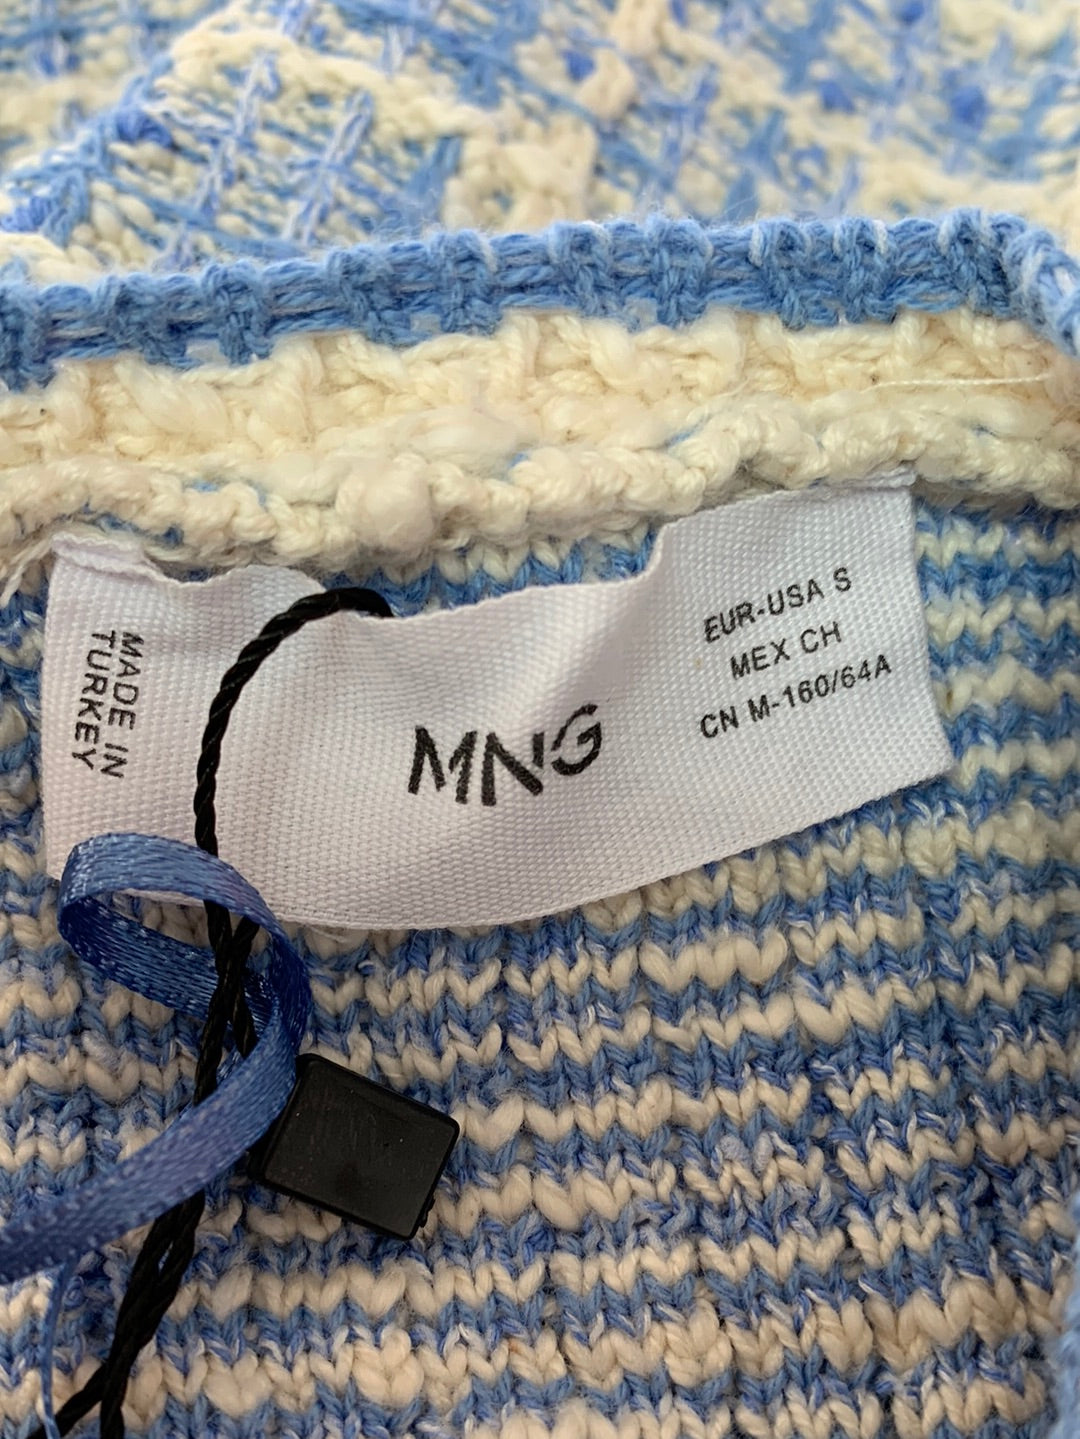 MADE IN
TURKEY
MNG
EUR-USA S
MEX CH
CN M-160/64A